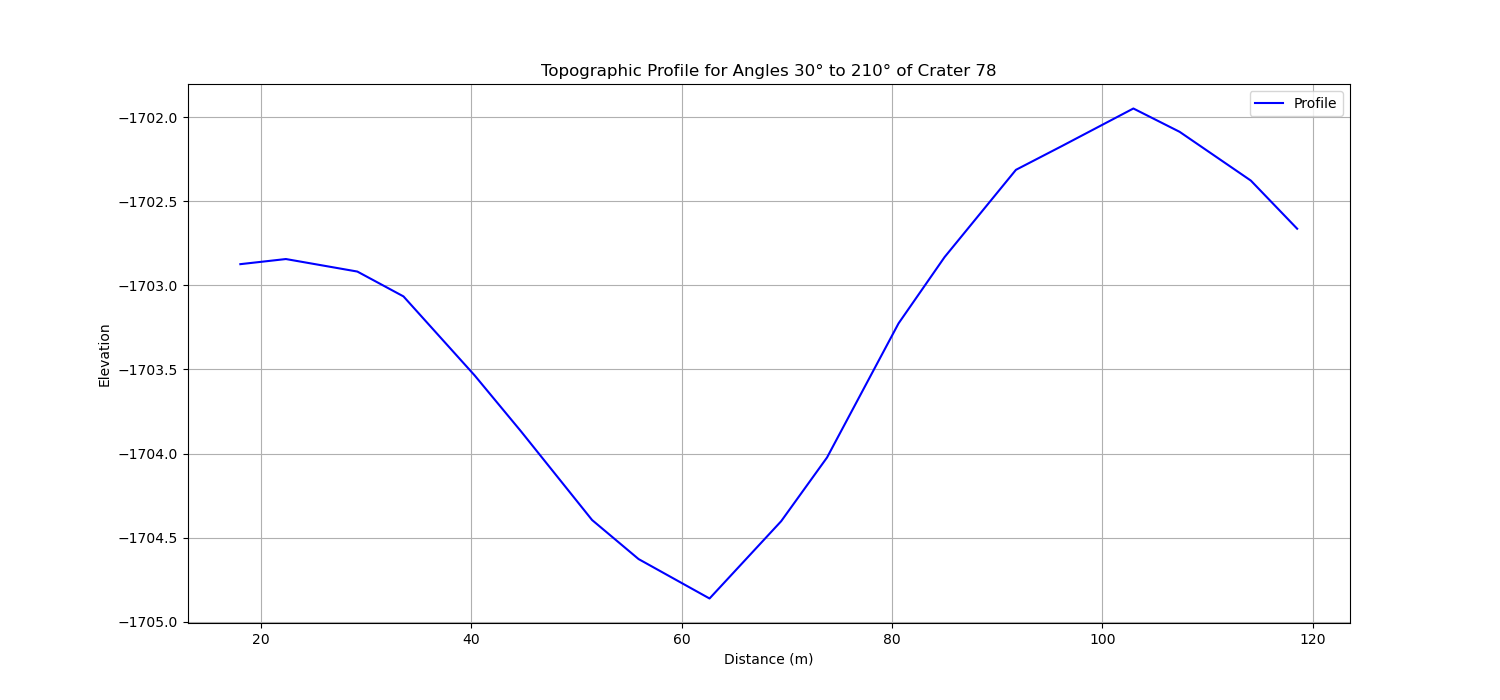 Topographic Profile for Angles 30° to 210° of Crater 78
Profile
−1702.0
−1702.5
−1703.0
−1703.5
−1704.0
−1704.5
−1705.0
Elevation
20 40 60 80 100 120
Distance (m)